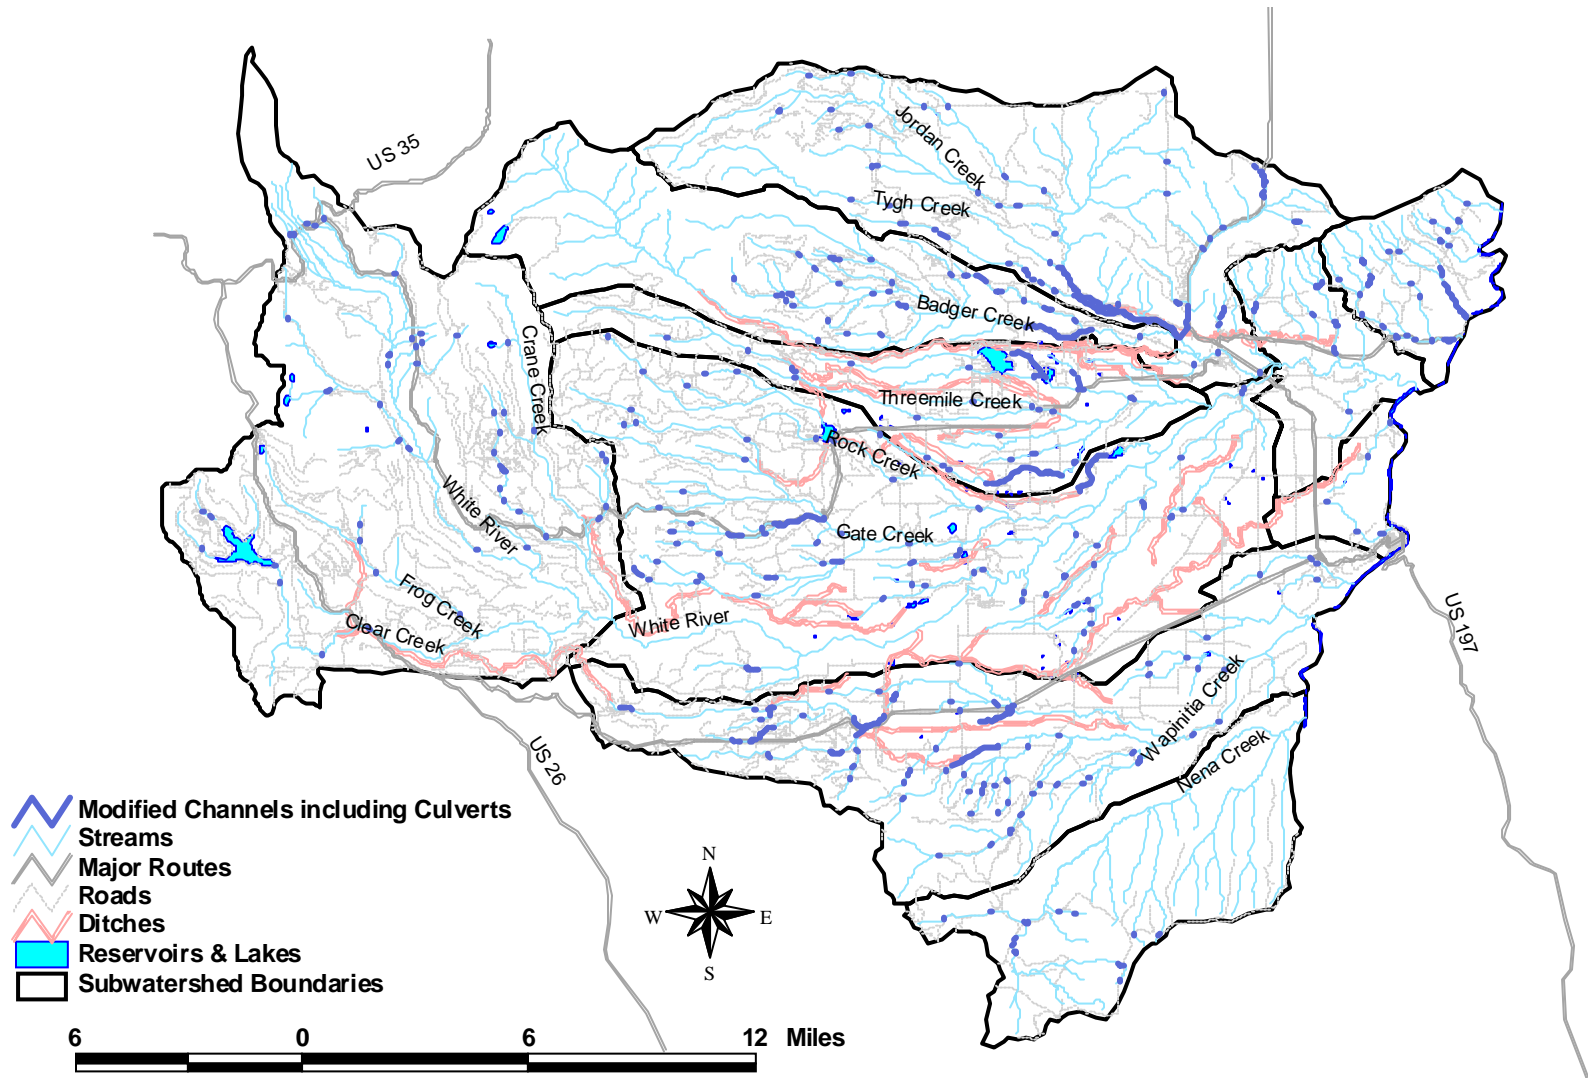 US 35
Jordan Creek
Tygh Creek
Badger Creek
Crane Creek
Threemile Creek
Rock Creek
White River
Gate Creek
Frog Creek
Clear Creek
White River
US 197
Wapinitia Creek
Nena Creek
US 26
Modified Channels including Culverts
Streams
Major Routes
Roads
Ditches
Reservoirs & Lakes
Subwatershed Boundaries
N
W E
S
6 0 6 12 Miles